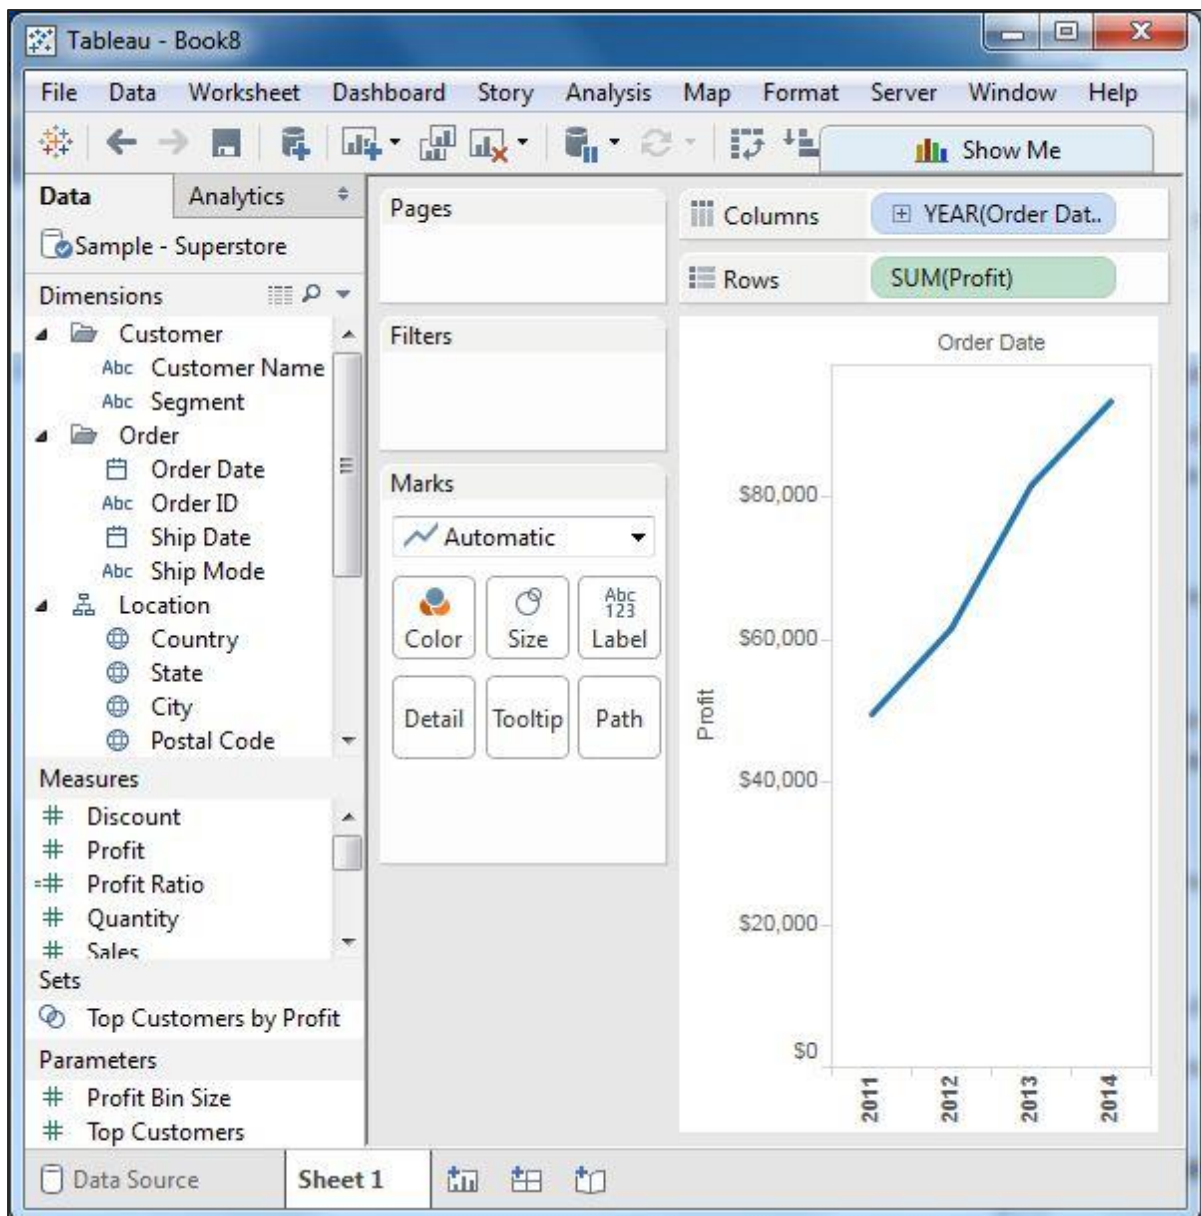 Tableau - Book8
File Data Worksheet Dashboard Story Analysis Map Format Server Window Help
Show Me
Data Analytics
Sample - Superstore
Dimensions
Customer
Abc Customer Name
Abc Segment
Order
Order Date
Abc Order ID
Ship Date
Abc Ship Mode
Location
Country
State
City
Postal Code
Measures
# Discount
# Profit
=# Profit Ratio
# Quantity
# Sales
Sets
Top Customers by Profit
Parameters
# Profit Bin Size
# Top Customers
Pages
Filters
Marks
Automatic
Color Size Abc 123 Label
Detail Tooltip Path
Columns YEAR(Order Dat..
Rows SUM(Profit)
Order Date
$80,000
$60,000
$40,000
$20,000
$0
Profit
2011 2012 2013 2014
Data Source Sheet 1